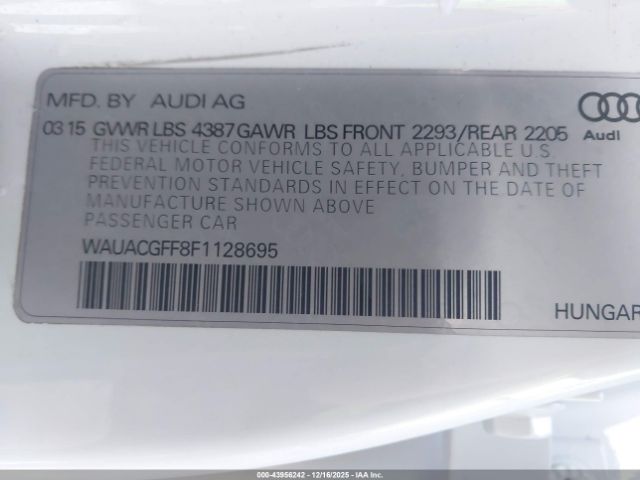 MFD. BY AUDI AG
03 15 GVWR LBS 4387 GAWR LBS FRONT 2293/REAR 2205
Audi
THIS VEHICLE CONFORMS TO ALL APPLICABLE U.S.
FEDERAL MOTOR VEHICLE SAFETY, BUMPER AND THEFT
PREVENTION STANDARDS IN EFFECT ON THE DATE OF
MANUFACTURE SHOWN ABOVE
PASSENGER CAR
WAUACGFF8F1128695
HUNGAR
000-43956242 - 12/16/2025 - IAA Inc.